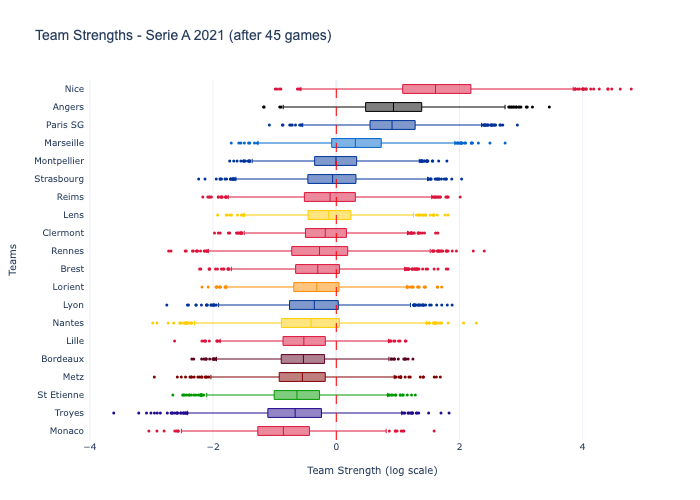 Team Strengths - Serie A 2021 (after 45 games)
Nice
Angers
Paris SG
Marseille
Montpellier
Strasbourg
Reims
Lens
Clermont
Rennes
Brest
Lorient
Lyon
Nantes
Lille
Bordeaux
Metz
St Etienne
Troyes
Monaco
Teams
−4 −2 0 2 4
Team Strength (log scale)